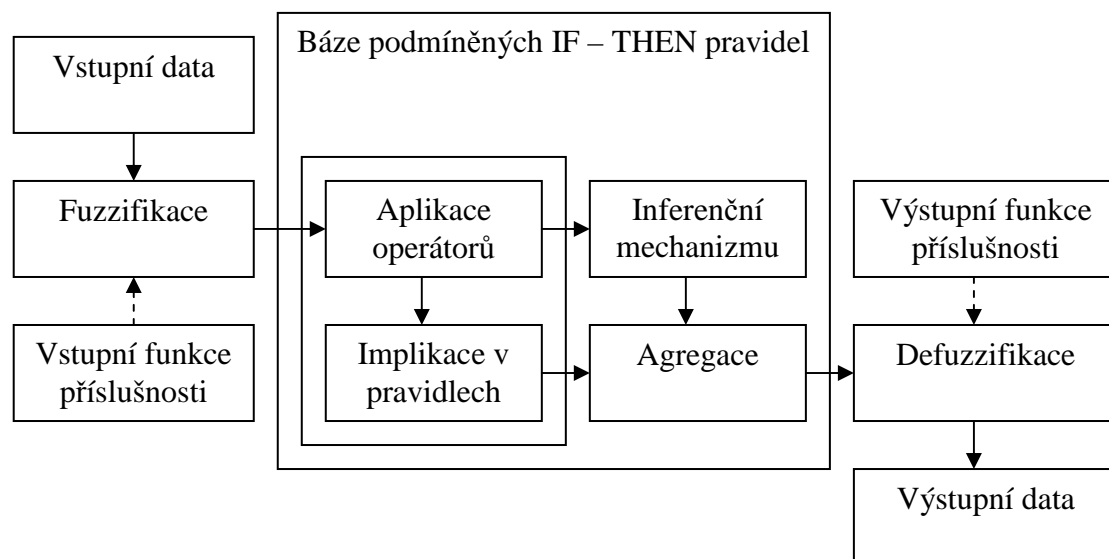 Báze podmíněných IF – THEN pravidel
Vstupní data
Fuzzifikace
Vstupní funkce
příslušnosti
Aplikace
operátorů
Implikace v
pravidlech
Inferenční
mechanizmu
Agregace
Výstupní funkce
příslušnosti
Defuzzifikace
Výstupní data